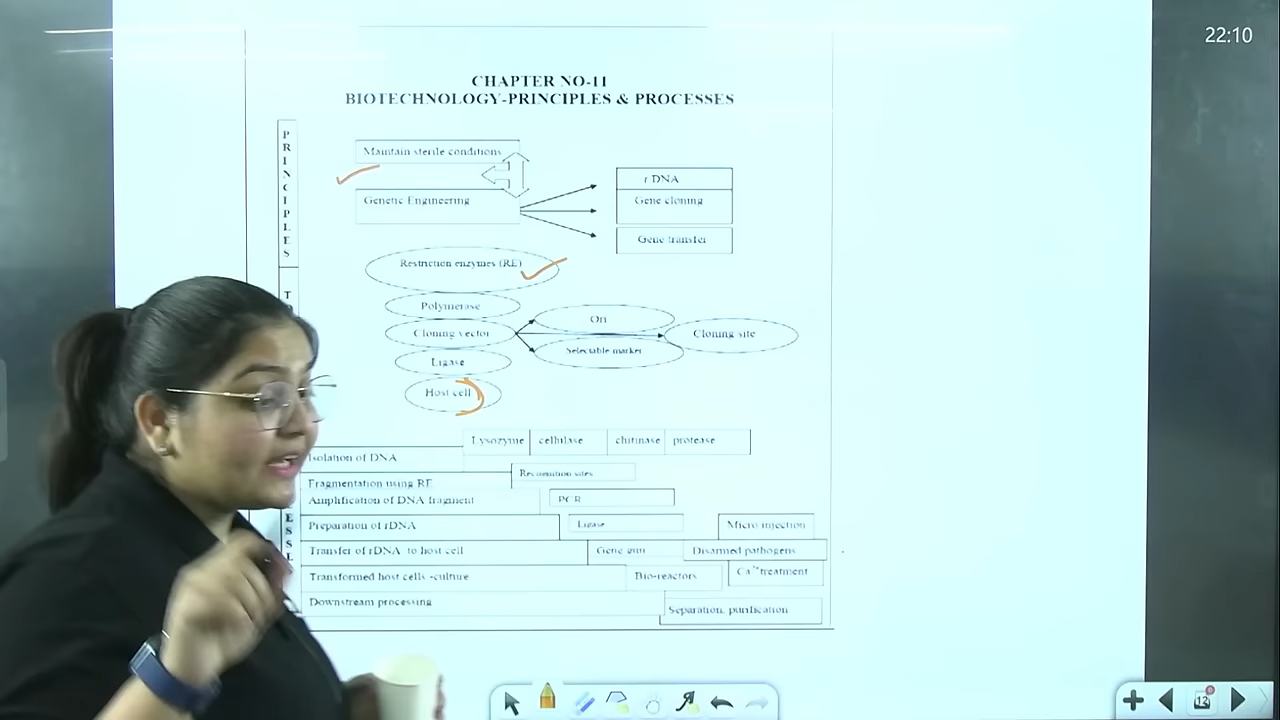 22:10
CHAPTER NO-11
BIOTECHNOLOGY-PRINCIPLES & PROCESSES
PRINCIPLES
Maintain sterile conditions
Genetic Engineering
r DNA
Gene cloning
Gene transfer
Restriction enzymes (RE)
Polymerase
Cloning vector
Ori
Cloning site
Selectable marker
Ligase
Host cell
Lysozyme cellulase chitinase protease
Isolation of DNA
Recognition sites
Fragmentation using RE
Amplification of DNA fragment PCR
Preparation of rDNA Ligase Micro injection
Transfer of rDNA to host cell Gene gun Disarmed pathogens
Transformed host cells -culture Bio-reactors Ca²⁺treatment
Downstream processing Separation, purification
12